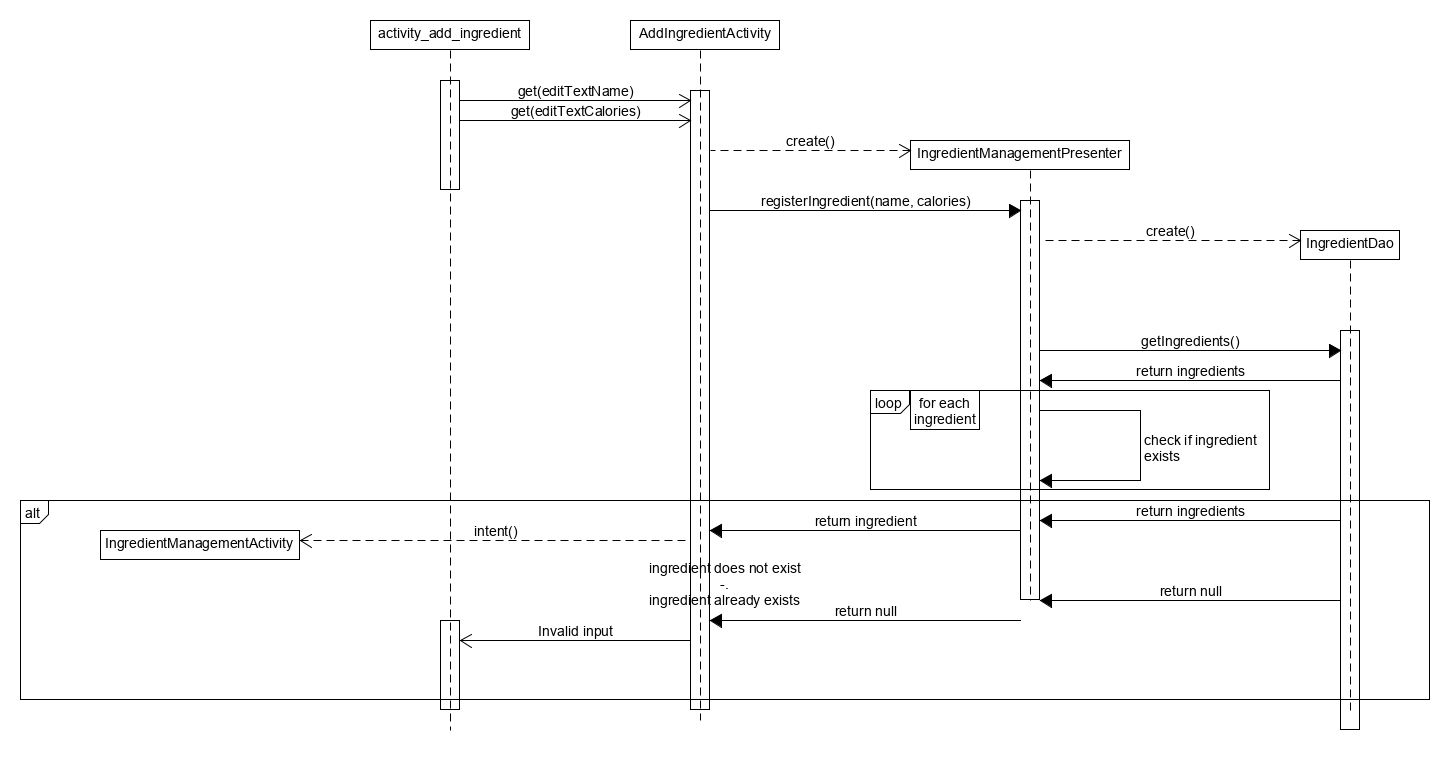 activity_add_ingredient
AddIngredientActivity
get(editTextName)
get(editTextCalories)
create()
IngredientManagementPresenter
registerIngredient(name, calories)
create()
IngredientDao
getIngredients()
return ingredients
loop
for each
ingredient
check if ingredient
exists
alt
return ingredients
return ingredient
intent()
IngredientManagementActivity
ingredient does not exist
-.
ingredient already exists
return null
return null
Invalid input